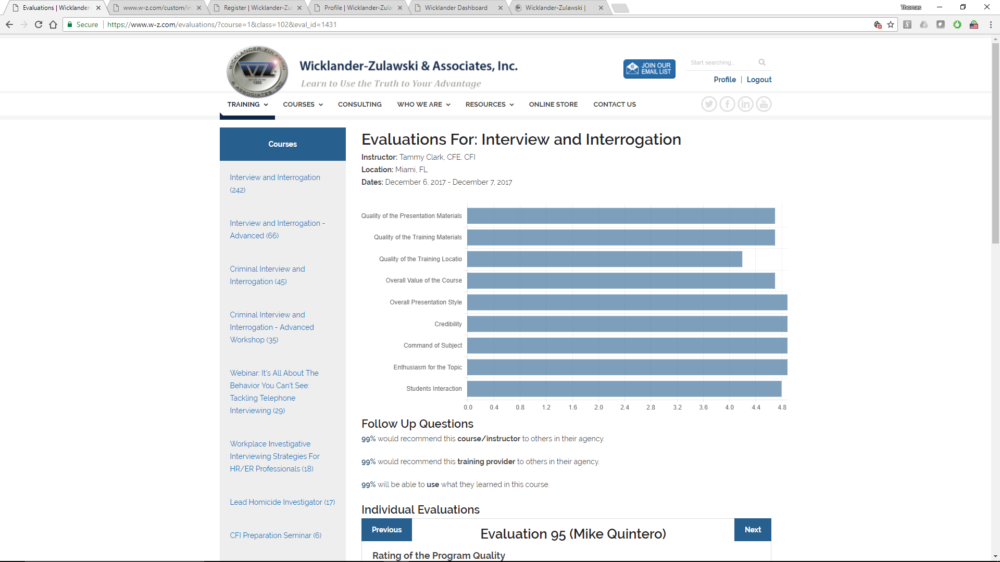 Evaluations | Wicklander-
www.w-z.com/custom/in
Register | Wicklander-Zul
Profile | Wicklander-Zula
Wicklander Dashboard
Wicklander-Zulawski |
Thomas
Secure
https://www.w-z.com/evaluations/?course=1&class=102&eval_id=1431
WICKLANDER-ZULAWSKI
WZ
ESTABLISHED
1982
& ASSOCIATES, INC
Wicklander-Zulawski & Associates, Inc.
Learn to Use the Truth to Your Advantage
JOIN OUR
EMAIL LIST
Start searching...
Profile | Logout
TRAINING COURSES CONSULTING WHO WE ARE RESOURCES ONLINE STORE CONTACT US
Courses
Interview and Interrogation
(242)
Interview and Interrogation -
Advanced (66)
Criminal Interview and
Interrogation (45)
Criminal Interview and
Interrogation - Advanced
Workshop (35)
Webinar: It's All About The
Behavior You Can't See:
Tackling Telephone
Interviewing (29)
Workplace Investigative
Interviewing Strategies For
HR/ER Professionals (18)
Lead Homicide Investigator (17)
CFI Preparation Seminar (6)
Evaluations For: Interview and Interrogation
Instructor: Tammy Clark, CFE, CFI
Location: Miami, FL
Dates: December 6, 2017 - December 7, 2017
Quality of the Presentation Materials
Quality of the Training Materials
Quality of the Training Locatio
Overall Value of the Course
Overall Presentation Style
Credibility
Command of Subject
Enthusiasm for the Topic
Students Interaction
0.0 0.4 0.8 1.2 1.6 2.0 2.4 2.8 3.2 3.6 4.0 4.4 4.8
Follow Up Questions
99% would recommend this course/instructor to others in their agency.
99% would recommend this training provider to others in their agency.
99% will be able to use what they learned in this course.
Individual Evaluations
Previous
Evaluation 95 (Mike Quintero)
Next
Rating of the Program Quality